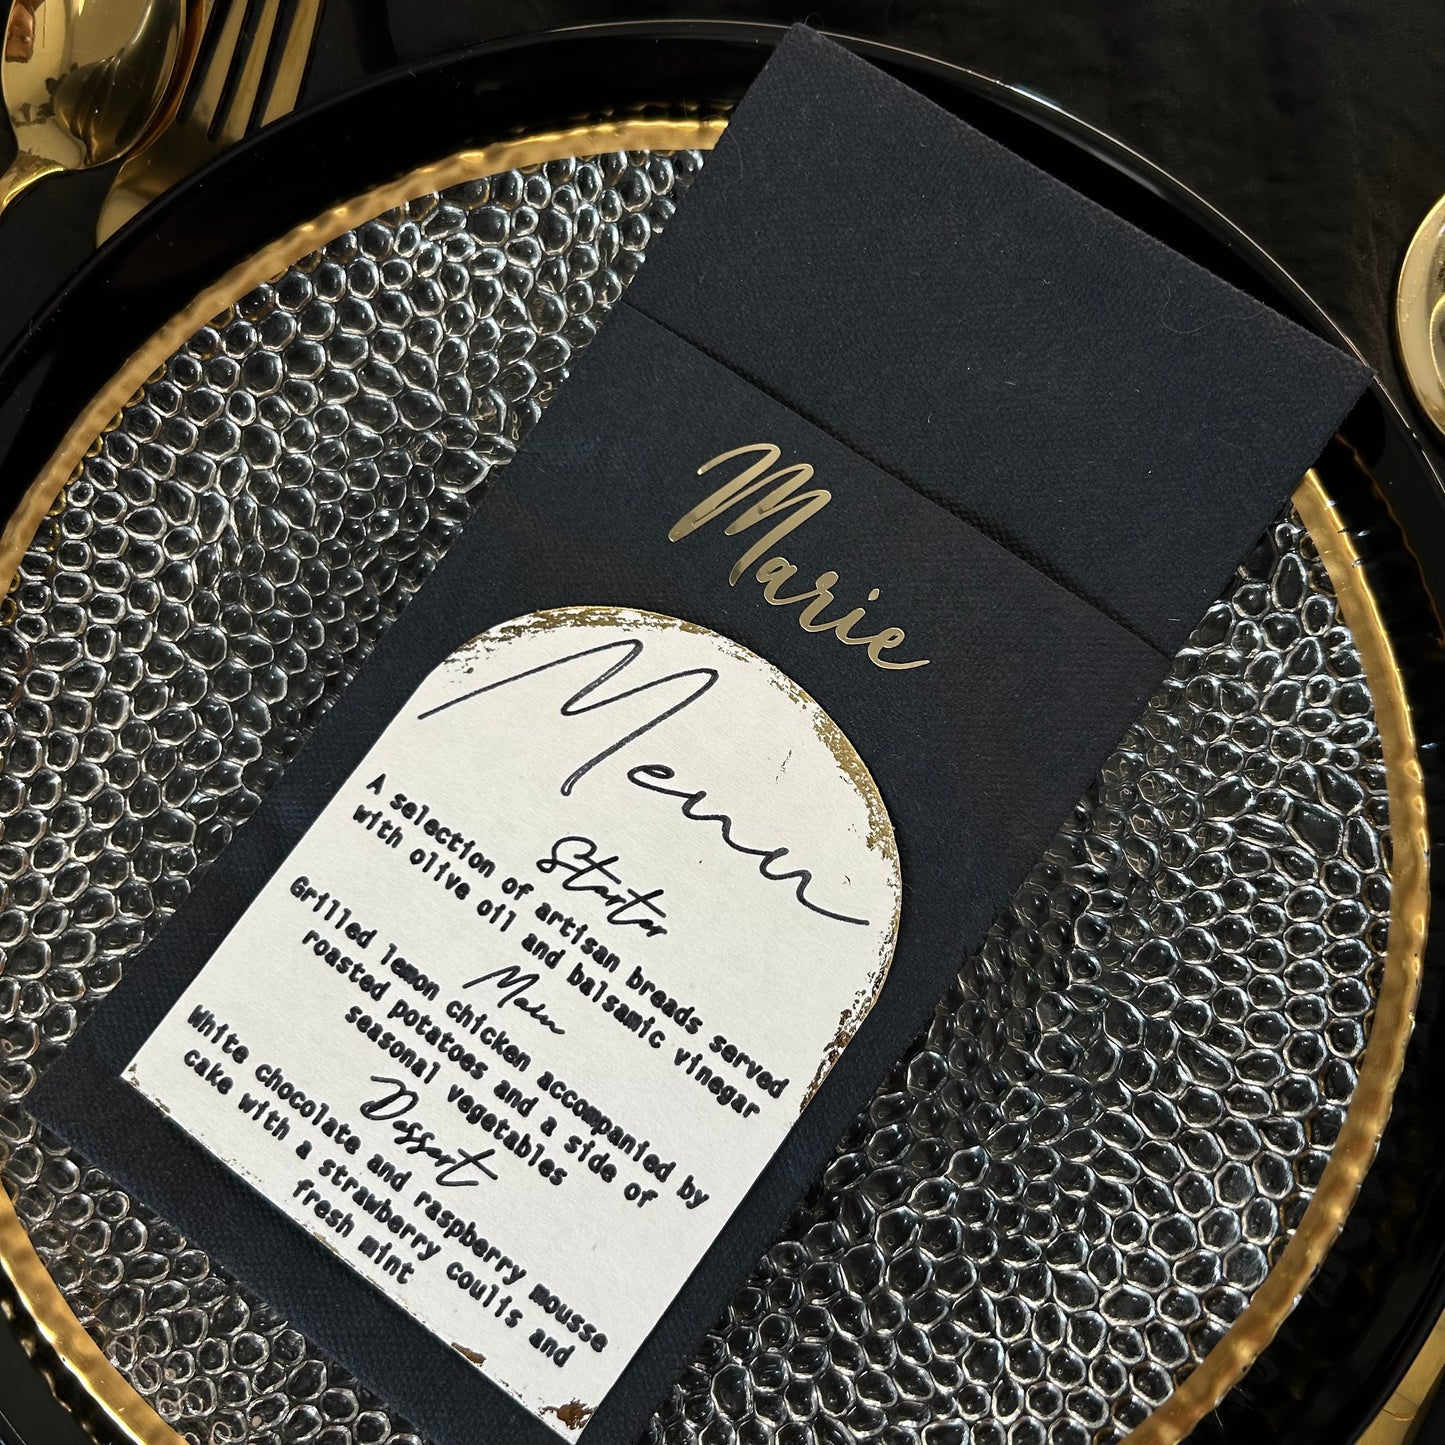 Marie
Menu
Starter
A selection of artisan breads served
with olive oil and balsamic vinegar
Main
Grilled lemon chicken accompanied by
roasted potatoes and a side of
seasonal vegetables
Dessert
White chocolate and raspberry mousse
cake with a strawberry coulis and
fresh mint